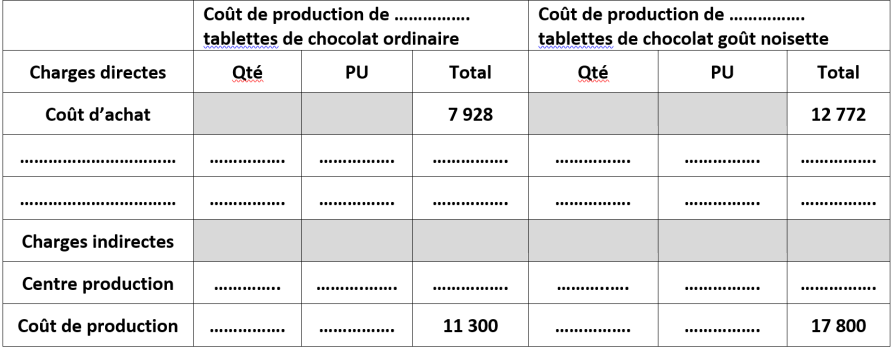 Coût de production de ……………. Coût de production de …………….
tablettes de chocolat ordinaire tablettes de chocolat goût noisette
Charges directes Qté PU Total Qté PU Total
Coût d’achat 7 928 12 772
…………………………… ……………. ……………. ……………. ……………. ……………. …………….
…………………………… ……………. ……………. ……………. ……………. ……………. …………….
Charges indirectes
Centre production ………….. ……………. ……………. ……………. ……………. …………….
Coût de production ……………. ……………. 11 300 ……………. ……………. 17 800